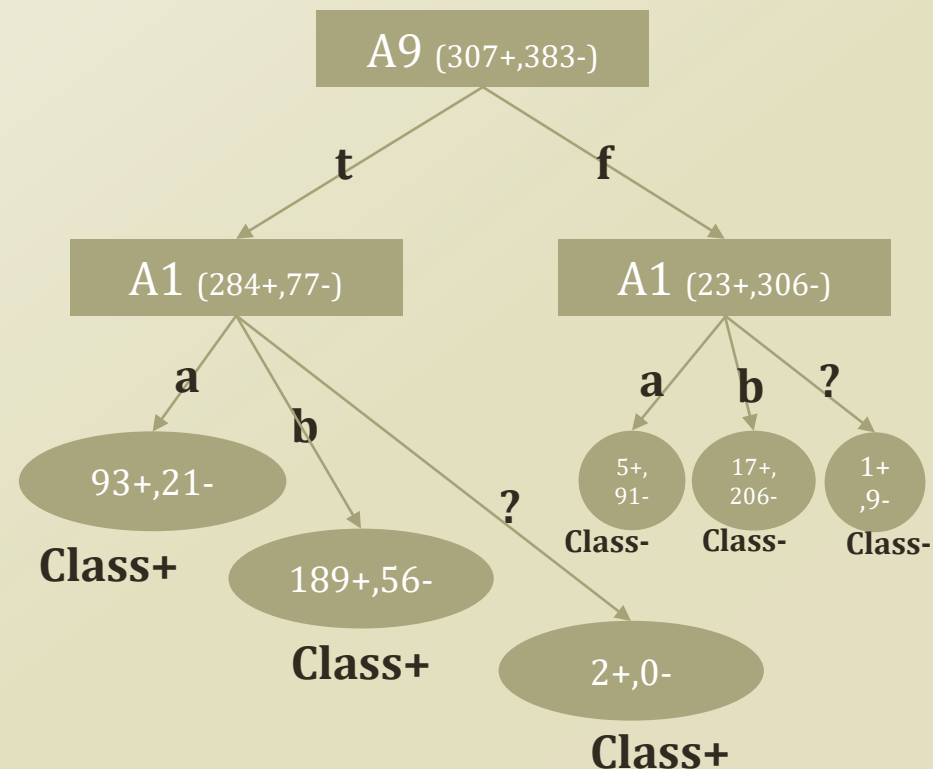 A9 (307+,383-)
t
f
A1 (284+,77-)
A1 (23+,306-)
a
b
?
a
b
?
93+,21-
Class+
189+,56-
Class+
2+,0-
Class+
5+,
91-
Class-
17+,
206-
Class-
1+
,9-
Class-